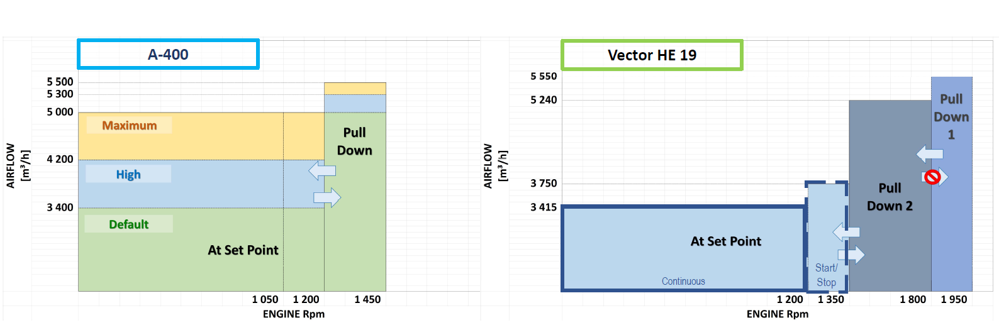 A-400
5 500
5 300
5 000
4 200
3 400
AIRFLOW
[m³/h]
Maximum
High
Default
Pull
Down
At Set Point
1 050
1 200
1 450
ENGINE Rpm
Vector HE 19
5 550
5 240
3 750
3 415
AIRFLOW
[m³/h]
Pull
Down
1
Pull
Down 2
At Set Point
Continuous
Start/
Stop
1 200
1 350
1 800
1 950
ENGINE Rpm